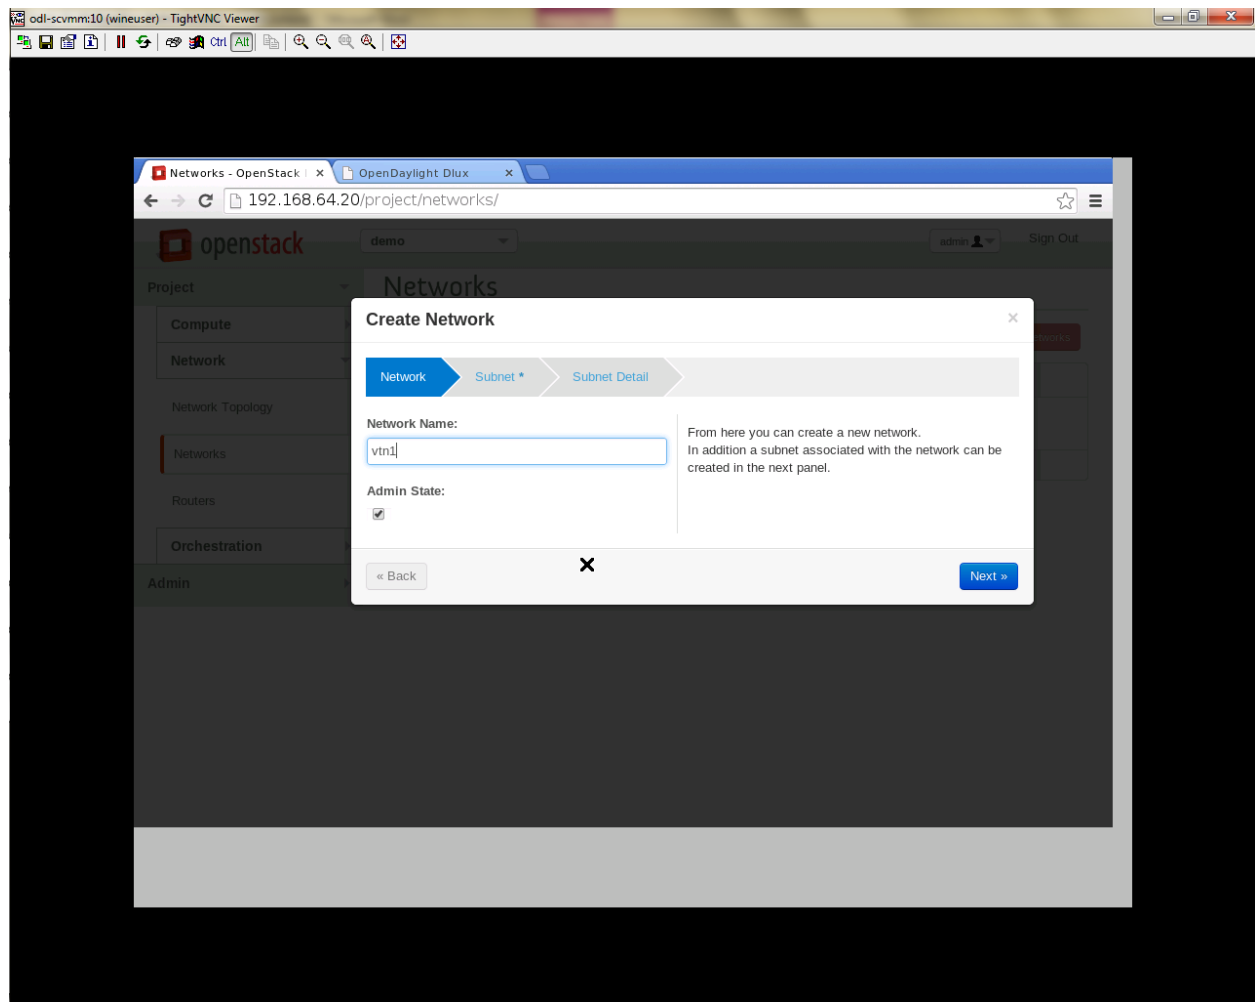 odl-scvmm:10 (wineuser) - TightVNC Viewer
Ctrl Alt
Networks - OpenStack
OpenDaylight Dlux
192.168.64.20/project/networks/
openstack
demo
admin
Sign Out
Project
Networks
Compute
Network
Network Topology
Networks
Routers
Orchestration
Admin
Create Network
Network
Subnet *
Subnet Detail
Network Name:
vtn1
Admin State:
From here you can create a new network.
In addition a subnet associated with the network can be
created in the next panel.
« Back
Next »